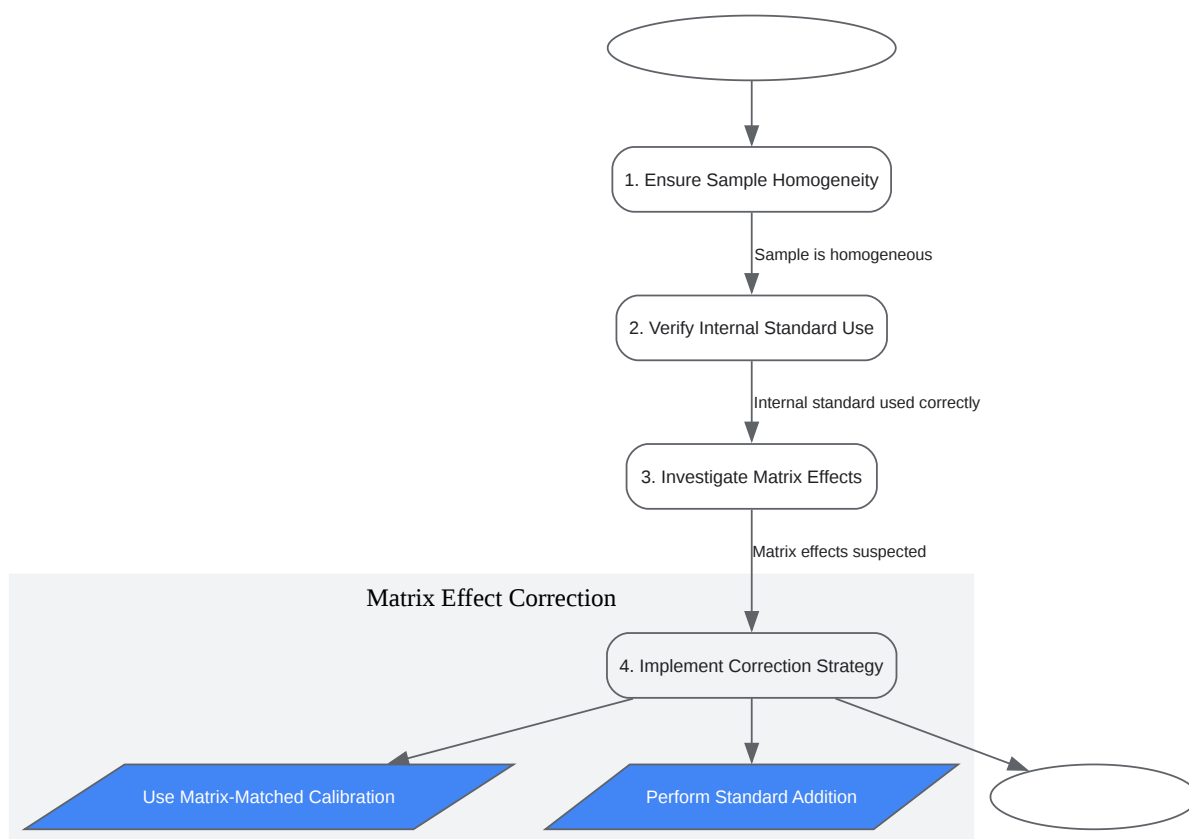 1. Ensure Sample Homogeneity
Sample is homogeneous
2. Verify Internal Standard Use
Internal standard used correctly
3. Investigate Matrix Effects
Matrix effects suspected
Matrix Effect Correction
4. Implement Correction Strategy
Use Matrix-Matched Calibration
Perform Standard Addition